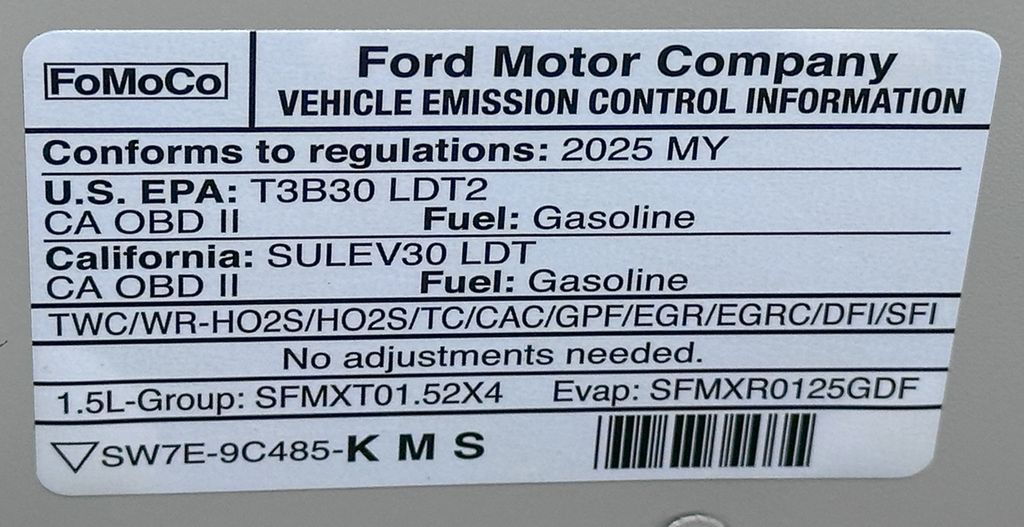 FoMoCo
Ford Motor Company
VEHICLE EMISSION CONTROL INFORMATION
Conforms to regulations: 2025 MY
U.S. EPA: T3B30 LDT2
CA OBD II Fuel: Gasoline
California: SULEV30 LDT
CA OBD II Fuel: Gasoline
TWC/WR-HO2S/HO2S/TC/CAC/GPF/EGR/EGRC/DFI/SFI
No adjustments needed.
1.5L-Group: SFMXT01.52X4 Evap: SFMXR0125GDF
SW7E-9C485-K M S